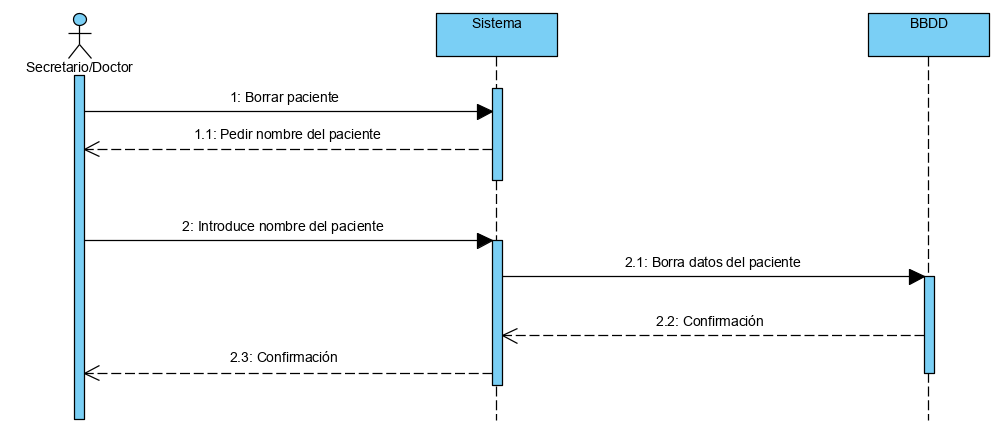 Sistema
BBDD
Secretario/Doctor
1: Borrar paciente
1.1: Pedir nombre del paciente
2: Introduce nombre del paciente
2.1: Borra datos del paciente
2.2: Confirmación
2.3: Confirmación